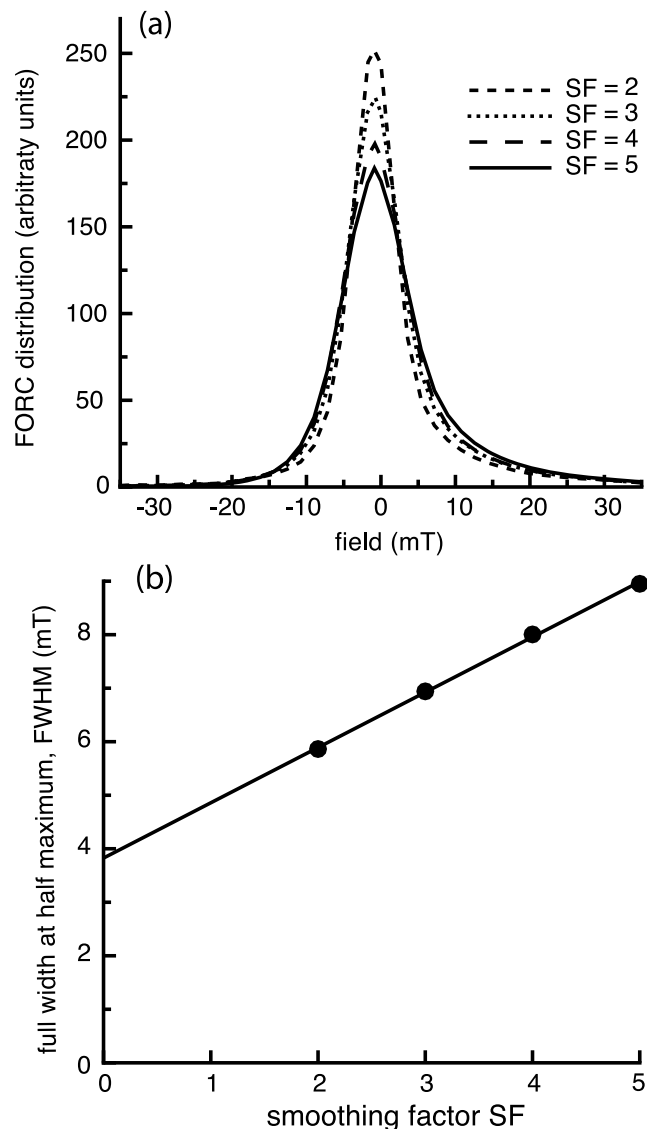 (a)
FORC distribution (arbitraty units)
250
200
150
100
50
0
SF = 2
SF = 3
SF = 4
SF = 5
-30 -20 -10 0 10 20 30
field (mT)
(b)
full width at half maximum, FWHM (mT)
8
6
4
2
0
0 1 2 3 4 5
smoothing factor SF